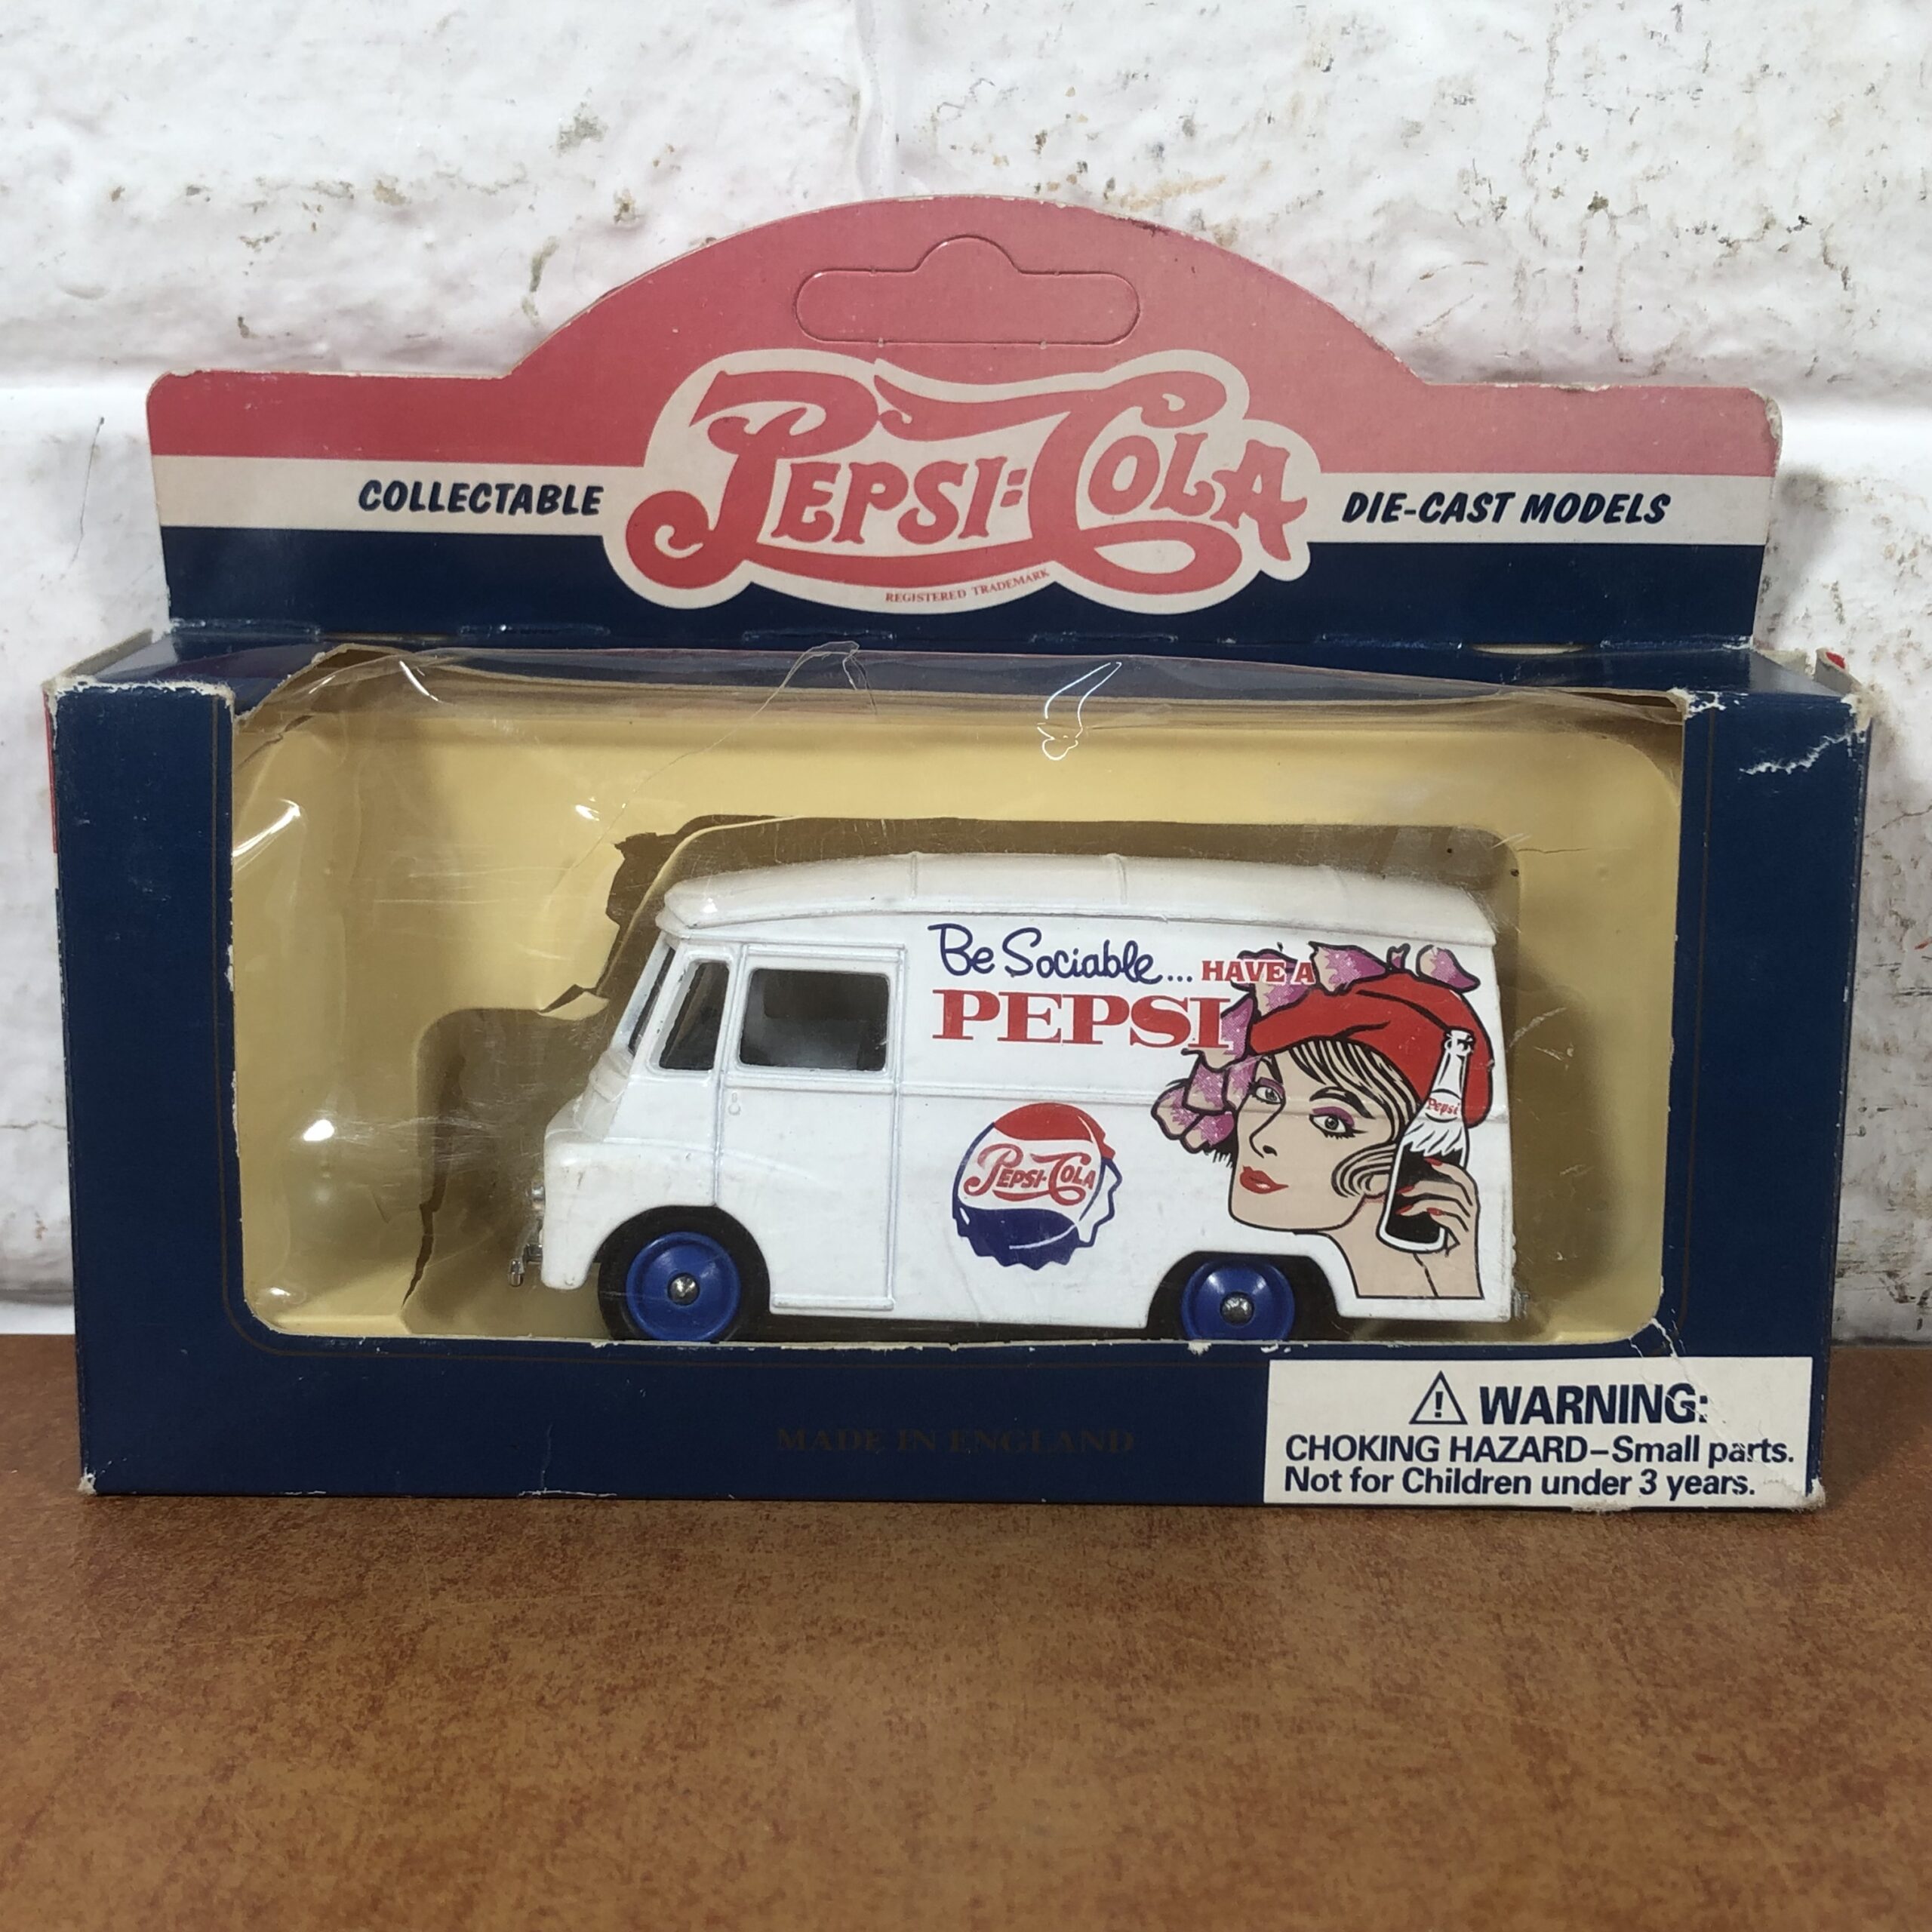 PEPSI-COLA
COLLECTABLE
DIE-CAST MODELS
REGISTERED TRADEMARK
Be Sociable... HAVE A
PEPSI
Pepsi
PEPSI-COLA
MADE IN ENGLAND
WARNING:
CHOKING HAZARD–Small parts.
Not for Children under 3 years.